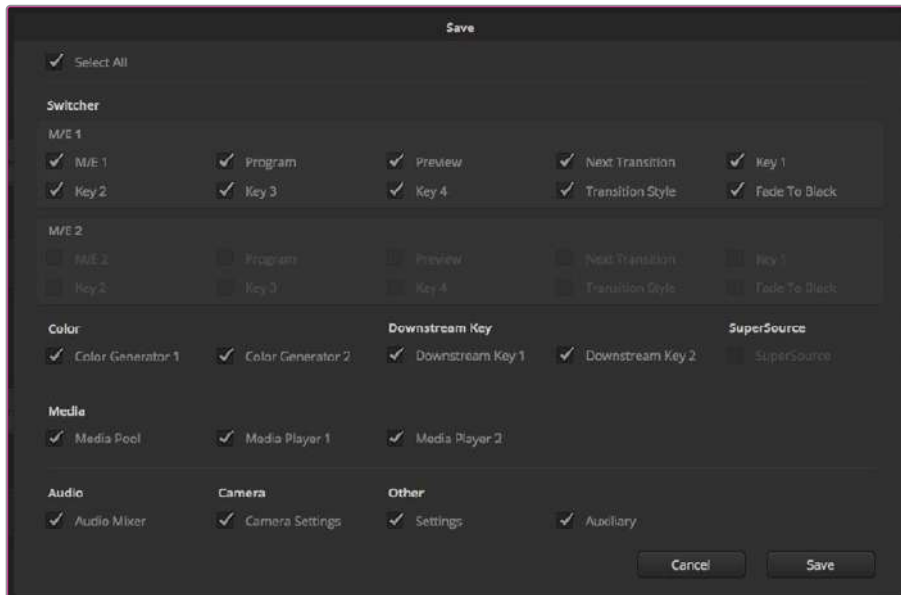 Save
Select All
Switcher
M/E 1
M/E 1 Program Preview Next Transition Key 1
Key 2 Key 3 Key 4 Transition Style Fade To Black
M/E 2
M/E 2 Program Preview Next Transition Key 1
Key 2 Key 3 Key 4 Transition Style Fade To Black
Color Downstream Key SuperSource
Color Generator 1 Color Generator 2 Downstream Key 1 Downstream Key 2 SuperSource
Media
Media Pool Media Player 1 Media Player 2
Audio Camera Other
Audio Mixer Camera Settings Settings Auxiliary
Cancel Save